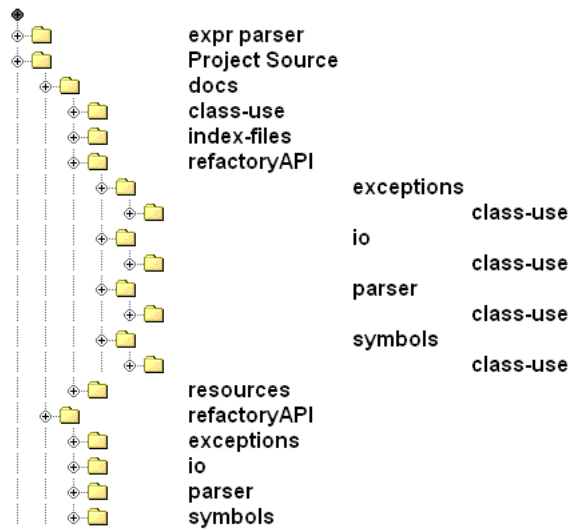 expr parser
Project Source
docs
class-use
index-files
refactoryAPI
exceptions
class-use
io
class-use
parser
class-use
symbols
class-use
resources
refactoryAPI
exceptions
io
parser
symbols